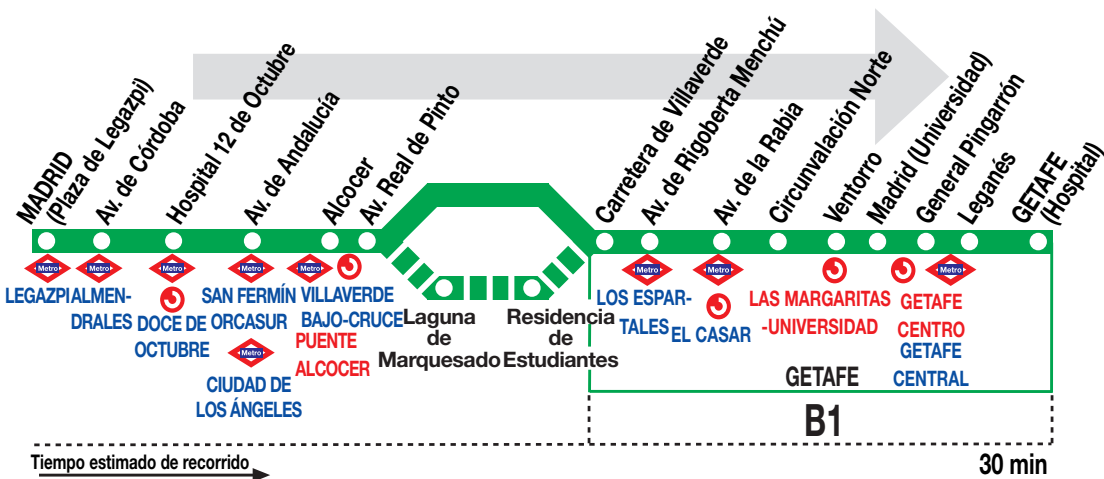 MADRID
(Plaza de Legazpi)
Av. de Córdoba
Hospital 12 de Octubre
Av. de Andalucía
Alcocer
Av. Real de Pinto
Carretera de Villaverde
Av. de Rigoberta Menchú
Av. de la Rabia
Circunvalación Norte
Ventorro
Madrid (Universidad)
General Pingarrón
Leganés
GETAFE
(Hospital)
Metro
Metro
Metro
Metro
Metro
Metro
Metro
Metro
LEGAZPI
ALMEN-
DRALES
DOCE DE
OCTUBRE
SAN FERMÍN
ORCASUR
Metro
CIUDAD DE
LOS ÁNGELES
VILLAVERDE
BAJO-CRUCE
PUENTE
ALCOCER
Laguna
de
Marquesado
Residencia
de
Estudiantes
LOS ESPAR-
TALES
EL CASAR
LAS MARGARITAS
-UNIVERSIDAD
GETAFE
CENTRO
GETAFE
CENTRAL
GETAFE
B1
Tiempo estimado de recorrido
30 min